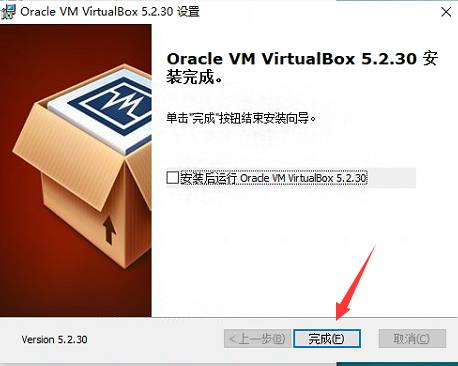 Oracle VM VirtualBox 5.2.30 设置
Oracle VM VirtualBox 5.2.30 安
装完成。
单击"完成"按钮结束安装向导。
安装后运行 Oracle VM VirtualBox 5.2.30
Version 5.2.30
< 上一步(B)
完成(F)
取消(C)